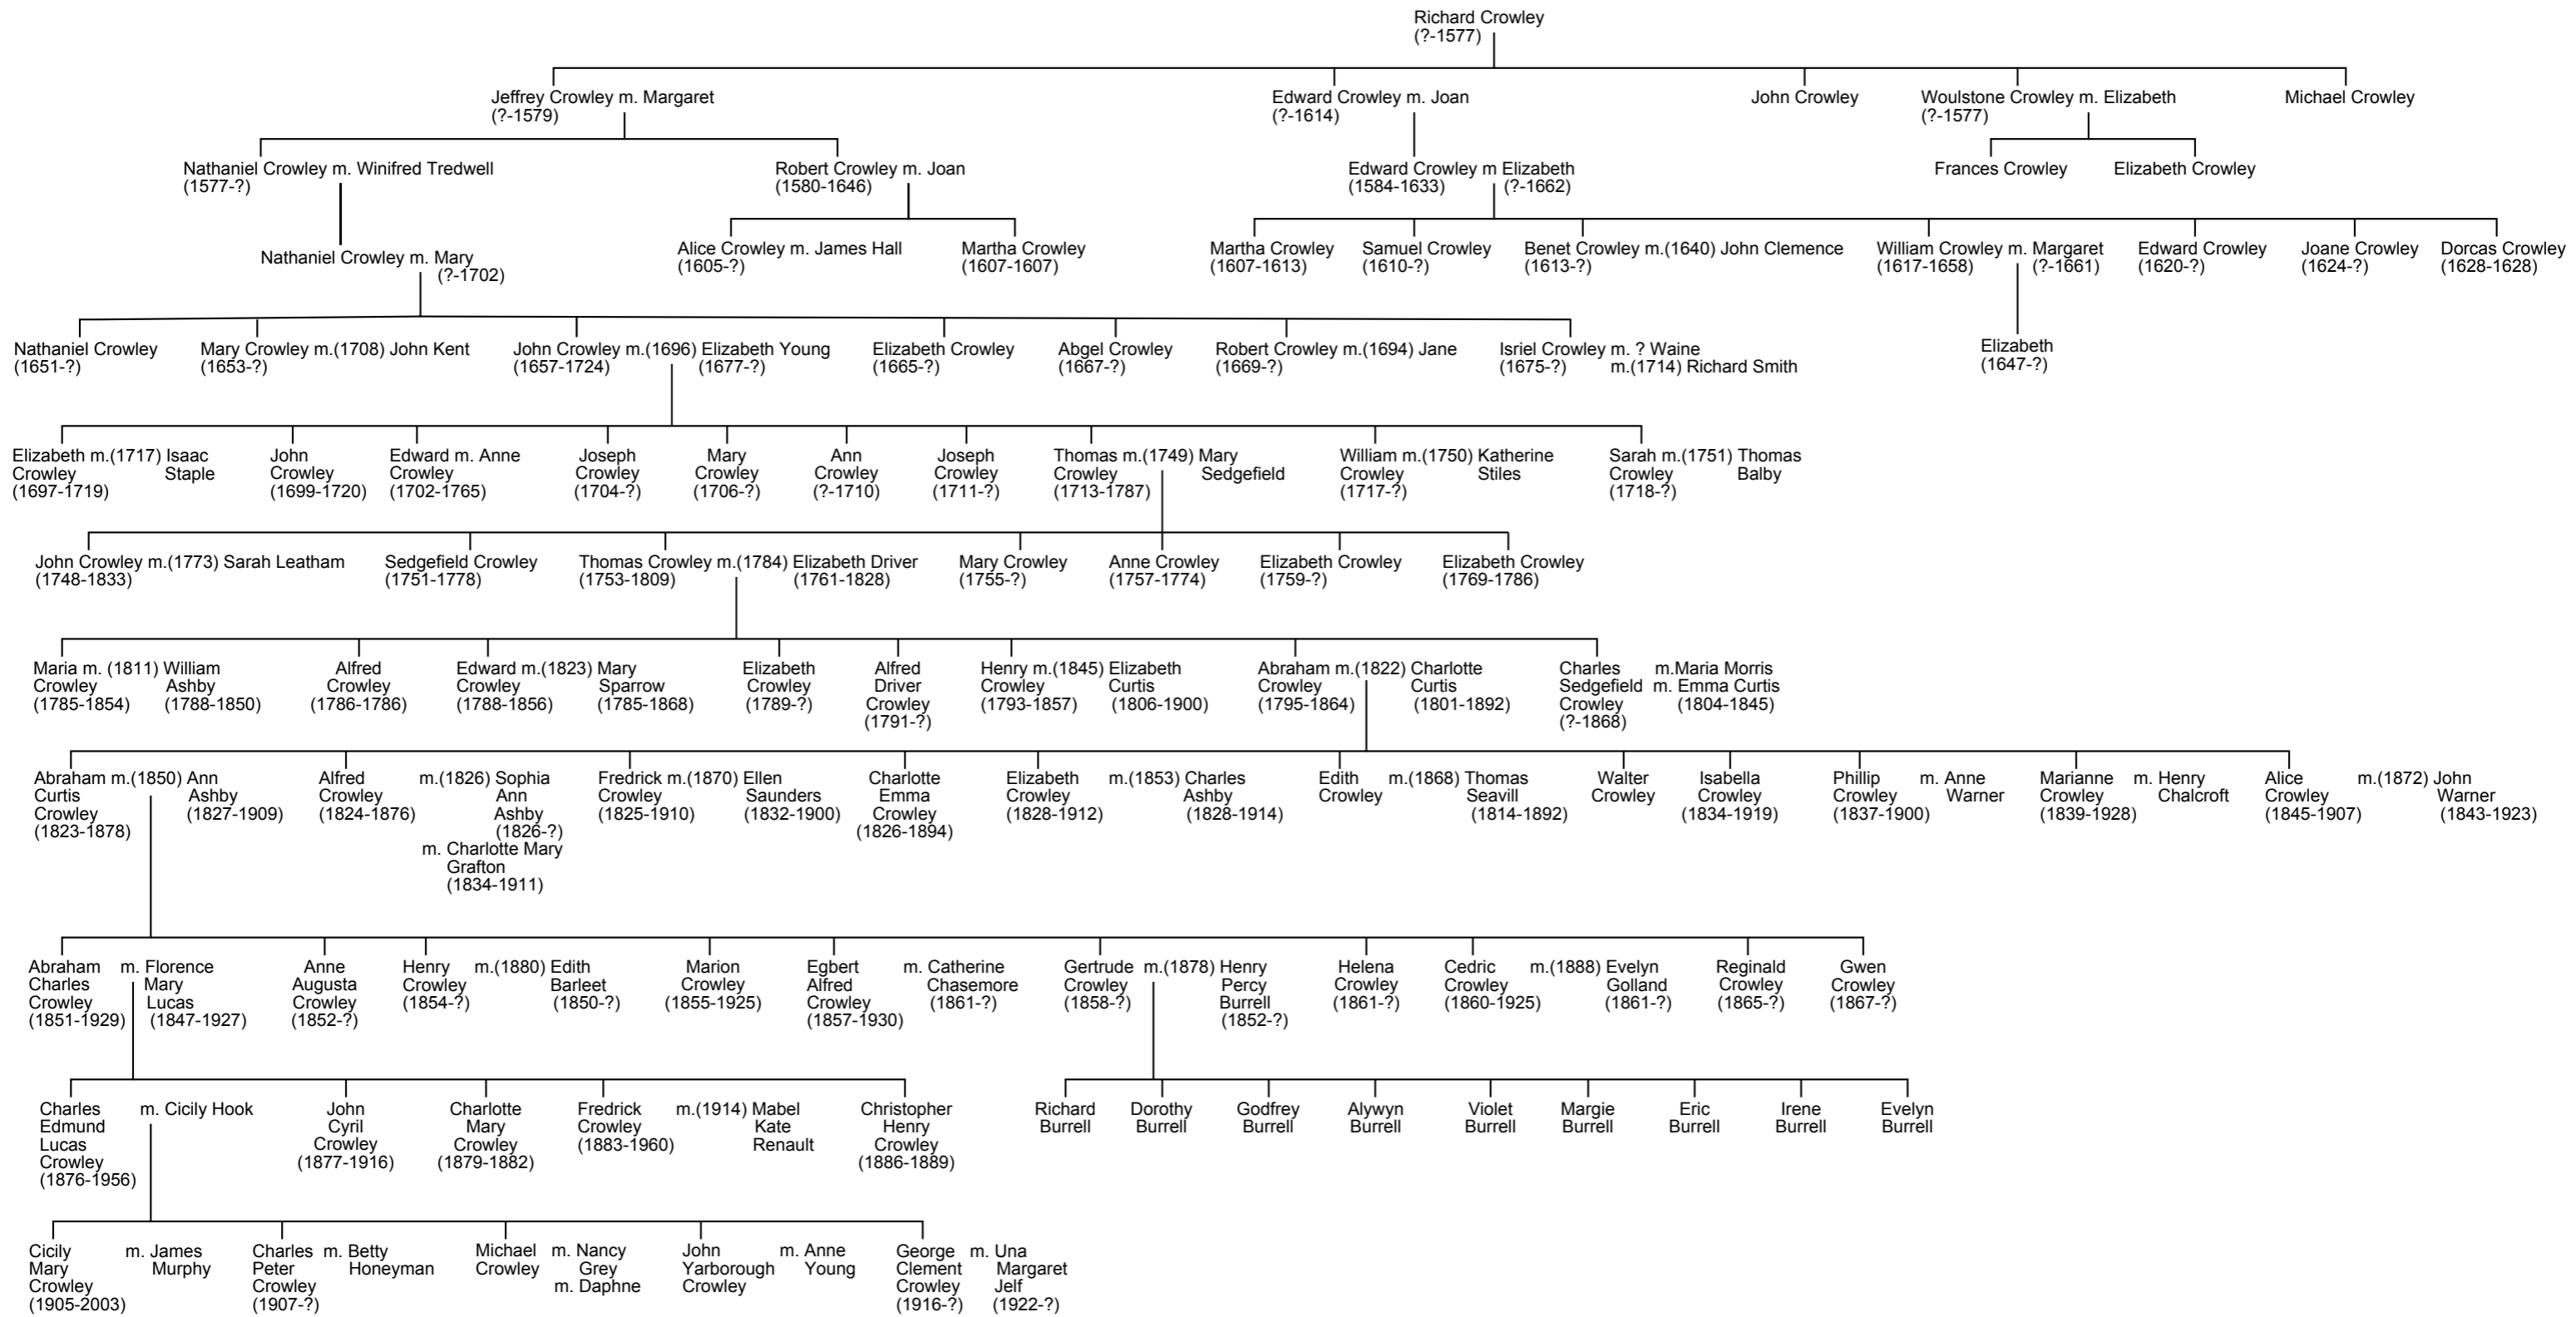 Richard Crowley
(?-1577)
Jeffrey Crowley m. Margaret
(?-1579)
Edward Crowley m. Joan
(?-1614)
John Crowley
Woulstone Crowley m. Elizabeth
(?-1577)
Michael Crowley
Nathaniel Crowley m. Winifred Tredwell
(1577-?)
Robert Crowley m. Joan
(1580-1646)
Edward Crowley m Elizabeth
(1584-1633) (?-1662)
Frances Crowley
Elizabeth Crowley
Nathaniel Crowley m. Mary
(?-1702)
Alice Crowley m. James Hall
(1605-?)
Martha Crowley
(1607-1607)
Martha Crowley
(1607-1613)
Samuel Crowley
(1610-?)
Benet Crowley m.(1640) John Clemence
(1613-?)
William Crowley m. Margaret
(1617-1658) (?-1661)
Edward Crowley
(1620-?)
Joane Crowley
(1624-?)
Dorcas Crowley
(1628-1628)
Nathaniel Crowley
(1651-?)
Mary Crowley m.(1708) John Kent
(1653-?)
John Crowley m.(1696) Elizabeth Young
(1657-1724) (1677-?)
Elizabeth Crowley
(1665-?)
Abgel Crowley
(1667-?)
Robert Crowley m.(1694) Jane
(1669-?)
Isriel Crowley m. ? Waine
(1675-?) m.(1714) Richard Smith
Elizabeth
(1647-?)
Elizabeth m.(1717) Isaac
Crowley Staple
(1697-1719)
John
Crowley
(1699-1720)
Edward m. Anne
Crowley
(1702-1765)
Joseph
Crowley
(1704-?)
Mary
Crowley
(1706-?)
Ann
Crowley
(?-1710)
Joseph
Crowley
(1711-?)
Thomas m.(1749) Mary
Crowley Sedgefield
(1713-1787)
William m.(1750) Katherine
Crowley Stiles
(1717-?)
Sarah m.(1751) Thomas
Crowley Balby
(1718-?)
John Crowley m.(1773) Sarah Leatham
(1748-1833)
Sedgefield Crowley
(1751-1778)
Thomas Crowley m.(1784) Elizabeth Driver
(1753-1809) (1761-1828)
Mary Crowley
(1755-?)
Anne Crowley
(1757-1774)
Elizabeth Crowley
(1759-?)
Elizabeth Crowley
(1769-1786)
Maria m. (1811) William
Crowley Ashby
(1785-1854) (1788-1850)
Alfred
Crowley
(1786-1786)
Edward m.(1823) Mary
Crowley Sparrow
(1788-1856) (1785-1868)
Elizabeth
Crowley
(1789-?)
Alfred
Driver
Crowley
(1791-?)
Henry m.(1845) Elizabeth
Crowley Curtis
(1793-1857) (1806-1900)
Abraham m.(1822) Charlotte
Crowley Curtis
(1795-1864) (1801-1892)
Charles m.Maria Morris
Sedgefield m. Emma Curtis
Crowley (1804-1845)
(?-1868)
Abraham m.(1850) Ann
Curtis Ashby
Crowley (1827-1909)
(1823-1878)
Alfred m.(1826) Sophia
Crowley Ann
(1824-1876) Ashby
(1826-?)
m. Charlotte Mary
Grafton
(1834-1911)
Fredrick m.(1870) Ellen
Crowley Saunders
(1825-1910) (1832-1900)
Charlotte
Emma
Crowley
(1826-1894)
Elizabeth m.(1853) Charles
Crowley Ashby
(1828-1912) (1828-1914)
Edith m.(1868) Thomas
Crowley Seavill
(1814-1892)
Walter
Crowley
Isabella
Crowley
(1834-1919)
Phillip m. Anne
Crowley Warner
(1837-1900)
Marianne m. Henry
Crowley Chalcroft
(1839-1928)
Alice m.(1872) John
Crowley Warner
(1845-1907) (1843-1923)
Abraham m. Florence
Charles Mary
Crowley Lucas
(1851-1929) (1847-1927)
Anne
Augusta
Crowley
(1852-?)
Henry m.(1880) Edith
Crowley Barleet
(1854-?) (1850-?)
Marion
Crowley
(1855-1925)
Egbert m. Catherine
Alfred Chasemore
Crowley (1861-?)
(1857-1930)
Gertrude m.(1878) Henry
Crowley Percy
(1858-?) Burrell
(1852-?)
Helena
Crowley
(1861-?)
Cedric m.(1888) Evelyn
Crowley Golland
(1860-1925) (1861-?)
Reginald
Crowley
(1865-?)
Gwen
Crowley
(1867-?)
Charles m. Cicily Hook
Edmund
Lucas
Crowley
(1876-1956)
John
Cyril
Crowley
(1877-1916)
Charlotte
Mary
Crowley
(1879-1882)
Fredrick m.(1914) Mabel
Crowley Kate
(1883-1960) Renault
Christopher
Henry
Crowley
(1886-1889)
Richard
Burrell
Dorothy
Burrell
Godfrey
Burrell
Alywyn
Burrell
Violet
Burrell
Margie
Burrell
Eric
Burrell
Irene
Burrell
Evelyn
Burrell
Cicily m. James
Mary Murphy
Crowley
(1905-2003)
Charles m. Betty
Peter Honeyman
Crowley
(1907-?)
Michael m. Nancy
Crowley Grey
m. Daphne
John m. Anne
Yarborough Young
Crowley
George m. Una
Clement Margaret
Crowley Jelf
(1916-?) (1922-?)